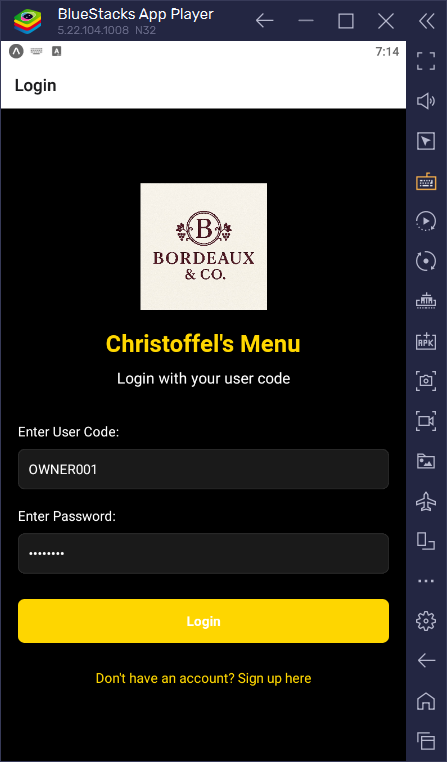 BlueStacks App Player
5.22.104.1008 N32
7:14
Login
B
BORDEAUX
& CO.
Christoffel's Menu
Login with your user code
Enter User Code:
OWNER001
Enter Password:
••••••••
Login
Don't have an account? Sign up here
APK